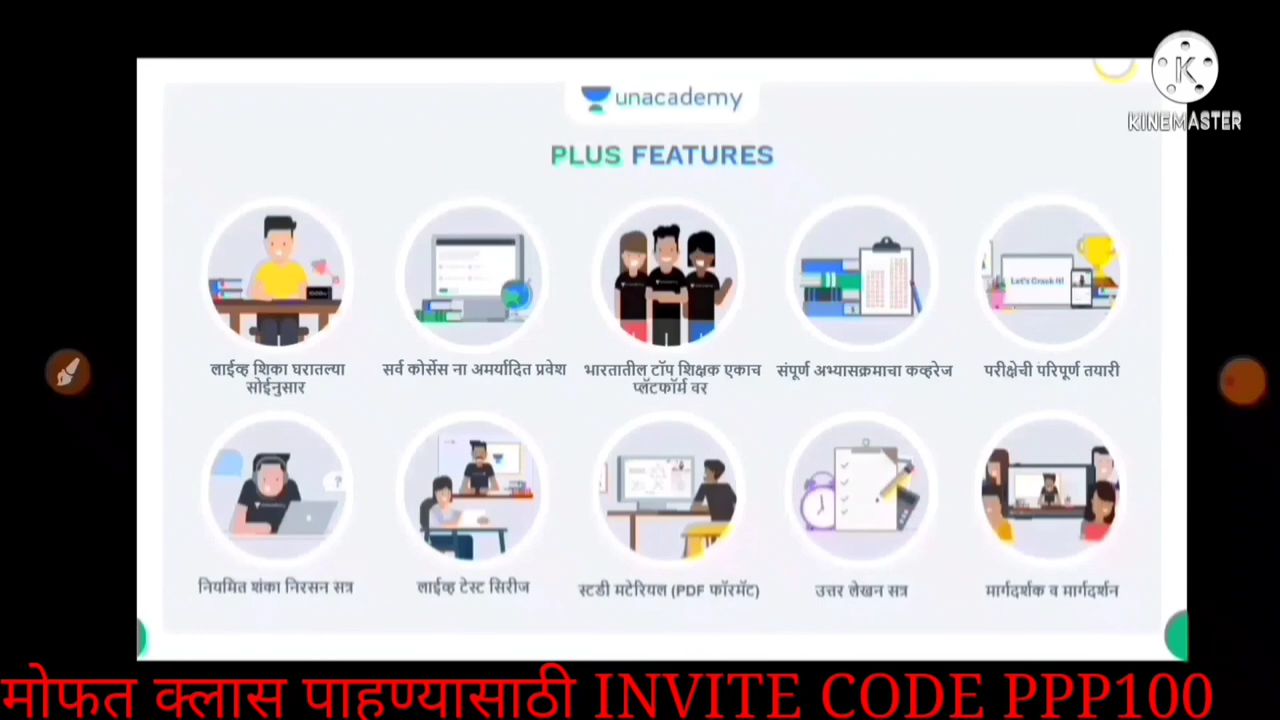 K
KINEMASTER
unacademy
PLUS FEATURES
Let's Crack It!
लाईव्ह शिका घरातल्या
सोईनुसार
सर्व कोर्सेस ना अमर्यादित प्रवेश
भारतातील टॉप शिक्षक एकाच
प्लॅटफॉर्म वर
संपूर्ण अभ्यासक्रमाचा कव्हरेज
परीक्षेची परिपूर्ण तयारी
?
नियमित शंका निरसन सत्र
लाईव्ह टेस्ट सिरीज
स्टडी मटेरियल (PDF फॉरमॅट)
उत्तर लेखन सत्र
मार्गदर्शक व मार्गदर्शन
मोफत क्लास पाहण्यासाठी INVITE CODE PPP100